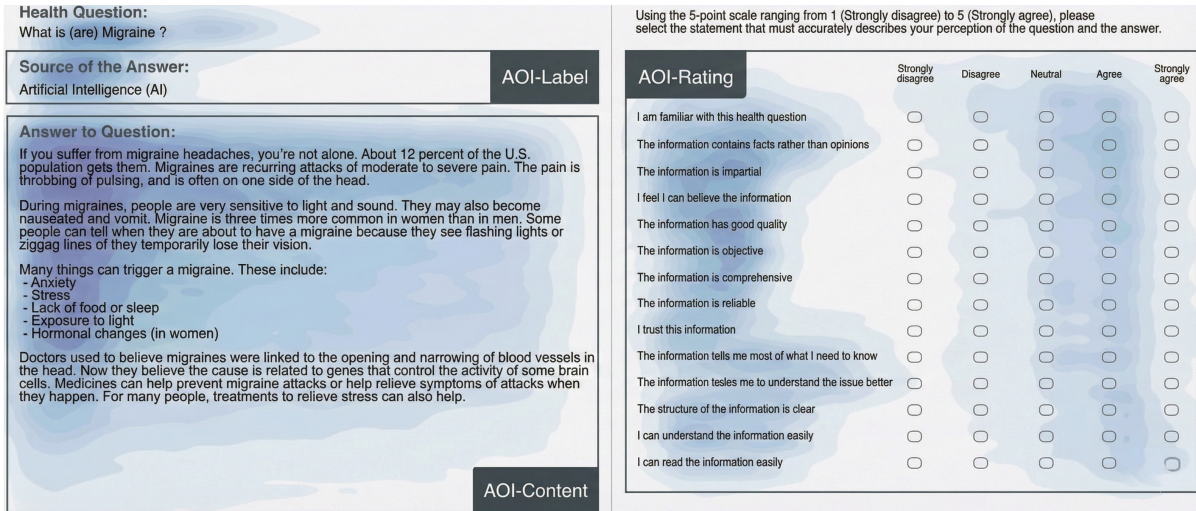 Health Question:
What is (are) Migraine ?
Source of the Answer:
Artificial Intelligence (AI)
AOI-Label
Answer to Question:
If you suffer from migraine headaches, you're not alone. About 12 percent of the U.S.
population gets them. Migraines are recurring attacks of moderate to severe pain. The pain is
throbbing of pulsing, and is often on one side of the head.
During migraines, people are very sensitive to light and sound. They may also become
nauseated and vomit. Migraine is three times more common in women than in men. Some
people can tell when they are about to have a migraine because they see flashing lights or
ziggag lines of they temporarily lose their vision.
Many things can trigger a migraine. These include:
- Anxiety
- Stress
- Lack of food or sleep
- Exposure to light
- Hormonal changes (in women)
Doctors used to believe migraines were linked to the opening and narrowing of blood vessels in
the head. Now they believe the cause is related to genes that control the activity of some brain
cells. Medicines can help prevent migraine attacks or help relieve symptoms of attacks when
they happen. For many people, treatments to relieve stress can also help.
AOI-Content
Using the 5-point scale ranging from 1 (Strongly disagree) to 5 (Strongly agree), please
select the statement that must accurately describes your perception of the question and the answer.
AOI-Rating
Strongly disagree Disagree Neutral Agree Strongly agree
I am familiar with this health question
The information contains facts rather than opinions
The information is impartial
I feel I can believe the information
The information has good quality
The information is objective
The information is comprehensive
The information is reliable
I trust this information
The information tells me most of what I need to know
The information tesles me to understand the issue better
The structure of the information is clear
I can understand the information easily
I can read the information easily